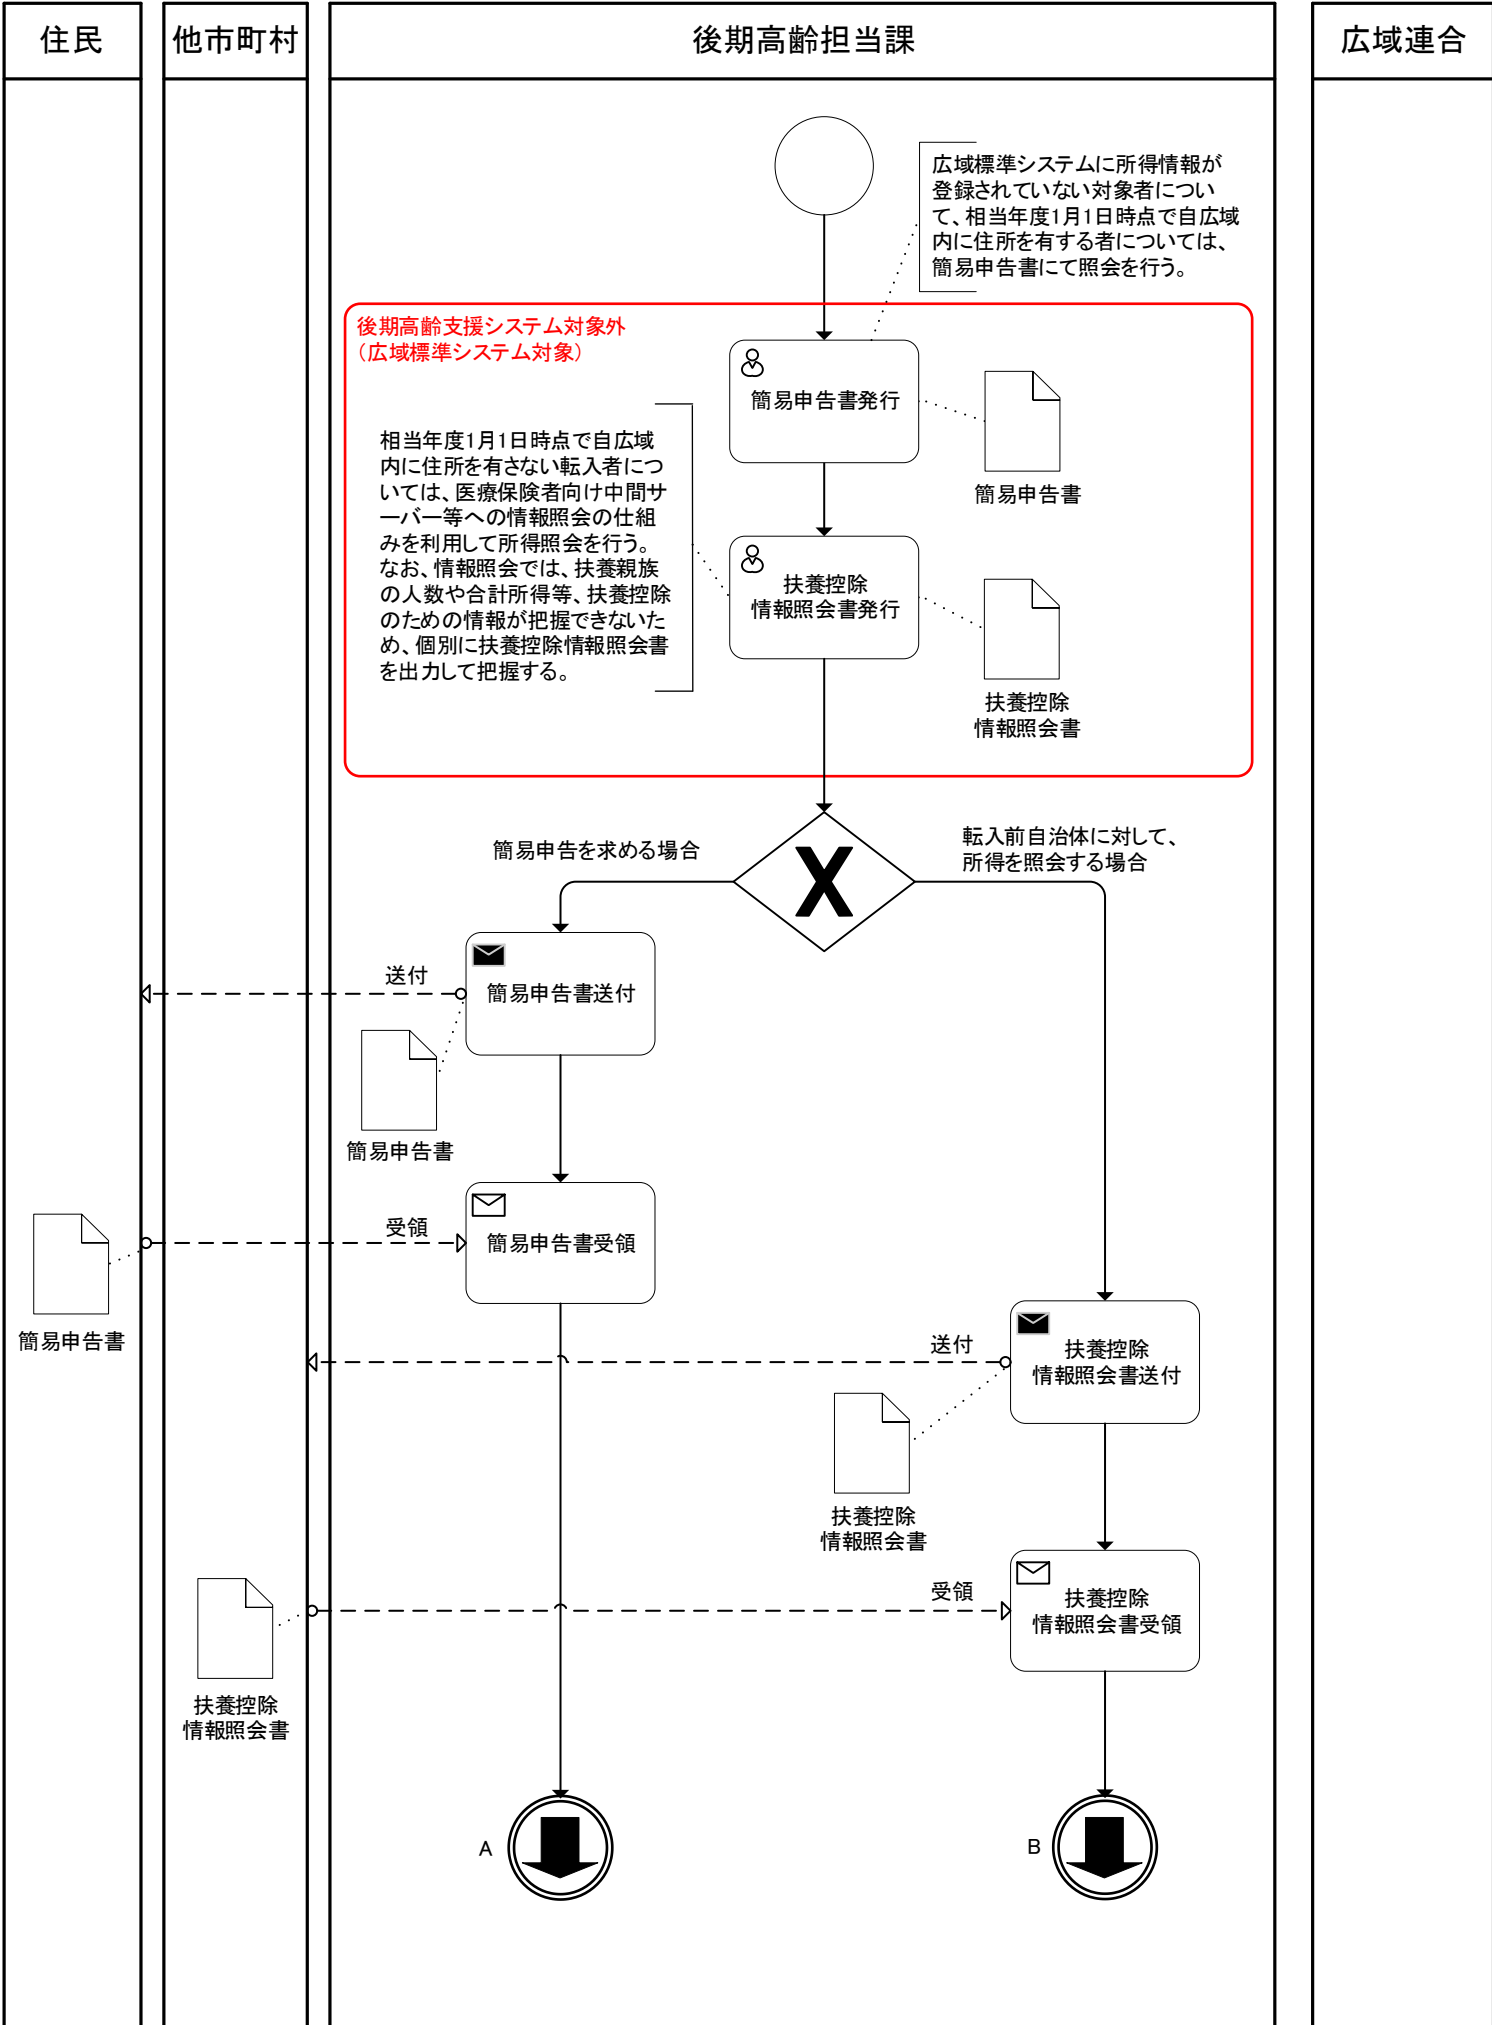 住民
他市町村
後期高齢担当課
広域連合
広域標準システムに所得情報が
登録されていない対象者につい
て、相当年度1月1日時点で自広域
内に住所を有する者については、
簡易申告書にて照会を行う。
後期高齢支援システム対象外
（広域標準システム対象）
簡易申告書発行
簡易申告書
相当年度1月1日時点で自広域
内に住所を有さない転入者につ
いては、医療保険者向け中間サ
ーバー等への情報照会の仕組
みを利用して所得照会を行う。
なお、情報照会では、扶養親族
の人数や合計所得等、扶養控除
のための情報が把握できないた
め、個別に扶養控除情報照会書
を出力して把握する。
扶養控除
情報照会書発行
扶養控除
情報照会書
簡易申告を求める場合
転入前自治体に対して、
所得を照会する場合
X
送付
簡易申告書送付
簡易申告書
受領
簡易申告書受領
簡易申告書
送付
扶養控除
情報照会書送付
扶養控除
情報照会書
受領
扶養控除
情報照会書受領
扶養控除
情報照会書
A
B